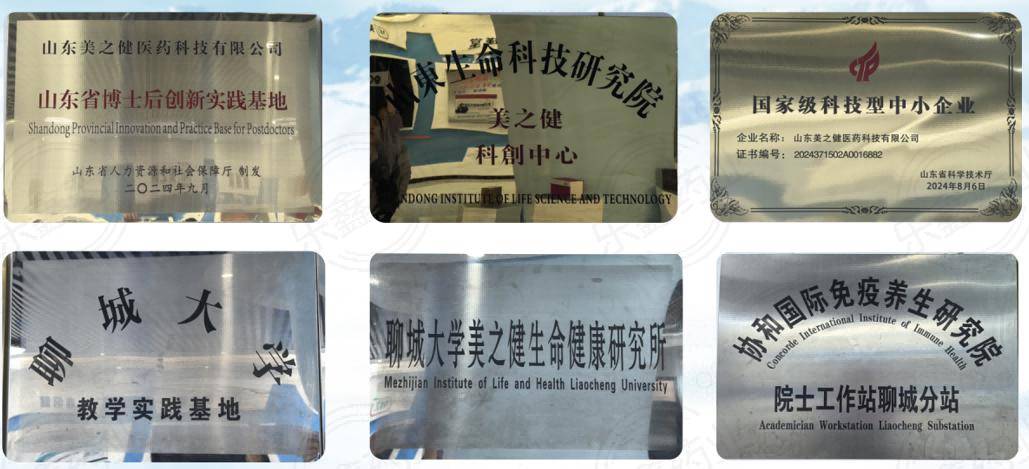 山东美之健医药科技有限公司
山东省博士后创新实践基地
Shandong Provincial Innovation and Practice Base for Postdoctors
山东省人力资源和社会保障厅 制发
二〇二四年九月
東生命科技研究院
美之健
科創中心
ANDONG INSTITUTE OF LIFE SCIENCE AND TECHNOLOGY
国家级科技型中小企业
企业名称： 山东美之健医药科技有限公司
证书编号： 2024371502A0016882
山东省科学技术厅
2024年8月6日
聊城大学
教学实践基地
聊城大学美之健生命健康研究所
Mezhijian Institute of Life and Health Liaocheng University
协和国际免疫养生研究院
Concorde International Institute of Immune Health
院士工作站聊城分站
Academician Workstation Liaocheng Substation